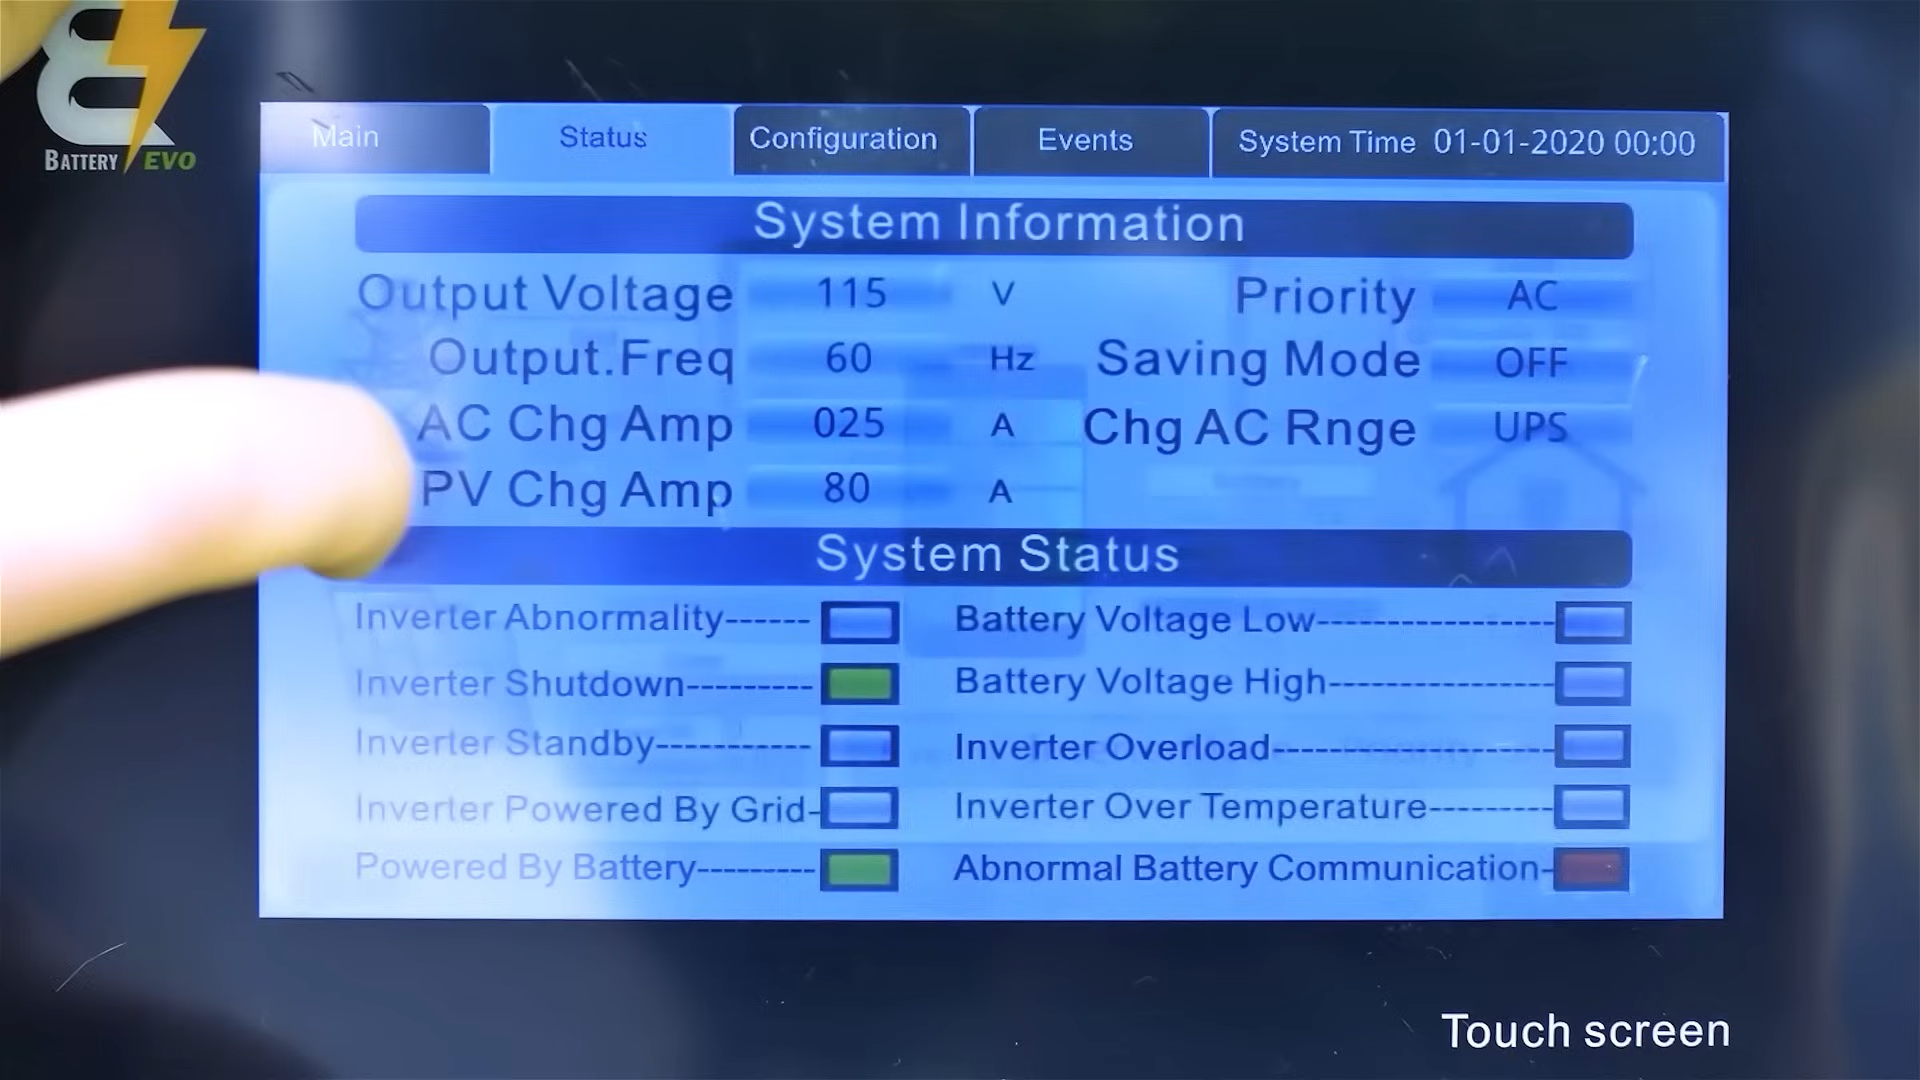 BATTERY EVO
Main Status Configuration Events System Time 01-01-2020 00:00
System Information
Output Voltage 115 V Priority AC
Output.Freq 60 Hz Saving Mode OFF
AC Chg Amp 025 A Chg AC Rnge UPS
PV Chg Amp 80 A
System Status
Inverter Abnormality------ Battery Voltage Low-----------------
Inverter Shutdown--------- Battery Voltage High----------------
Inverter Standby----------- Inverter Overload--------------------
Inverter Powered By Grid- Inverter Over Temperature---------
Powered By Battery--------- Abnormal Battery Communication-
Touch screen